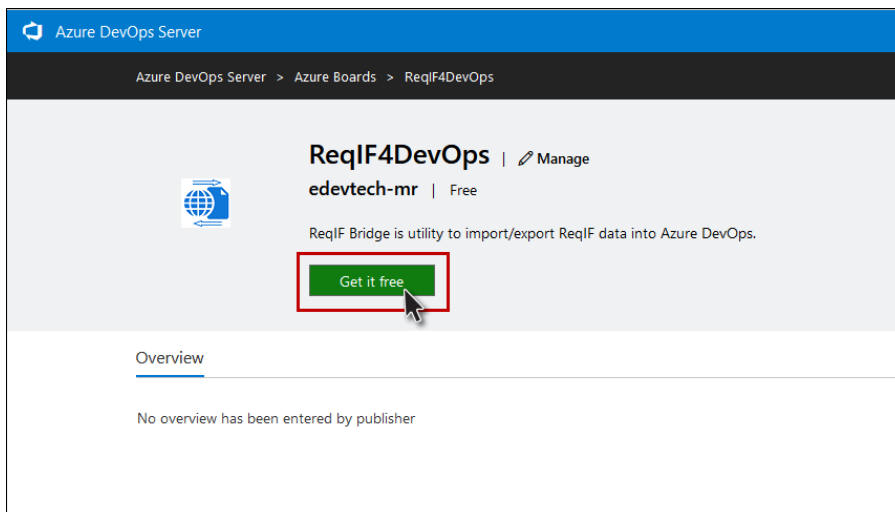 Azure DevOps Server
Azure DevOps Server > Azure Boards > ReqIF4DevOps
ReqIF4DevOps | Manage
edevtech-mr | Free
ReqIF Bridge is utility to import/export ReqIF data into Azure DevOps.
Get it free
Overview
No overview has been entered by publisher